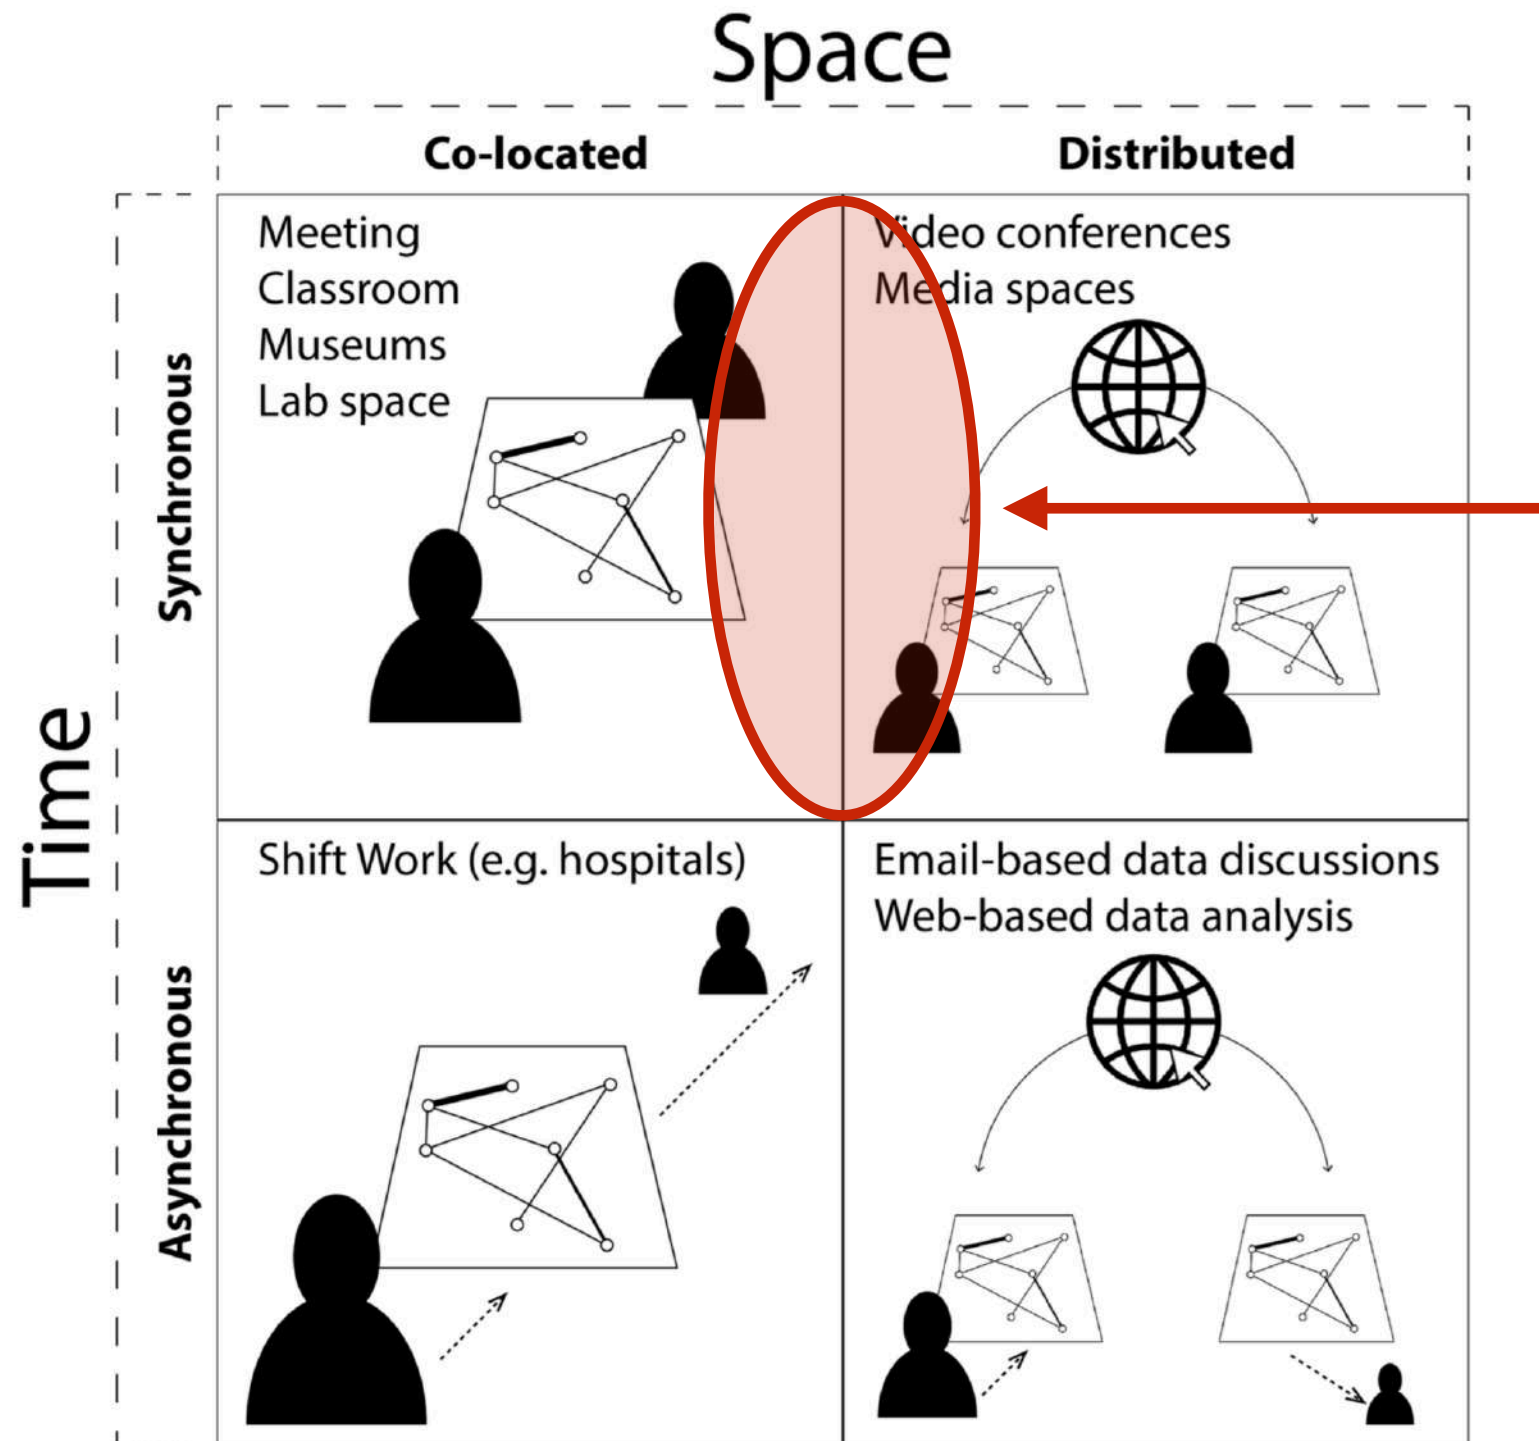 Space
Co-located
Distributed
Time
Synchronous
Meeting
Classroom
Museums
Lab space
Video conferences
Media spaces
Asynchronous
Shift Work (e.g. hospitals)
Email-based data discussions
Web-based data analysis